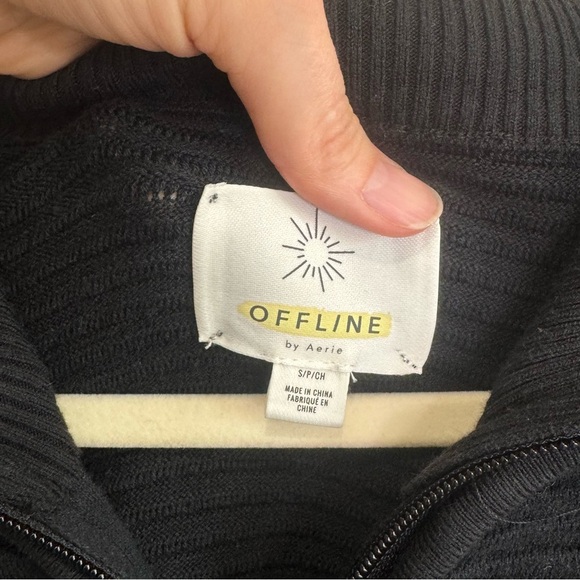 OFFLINE
by Aerie
S/P/CH
MADE IN CHINA
FABRIQUÉ EN
CHINE